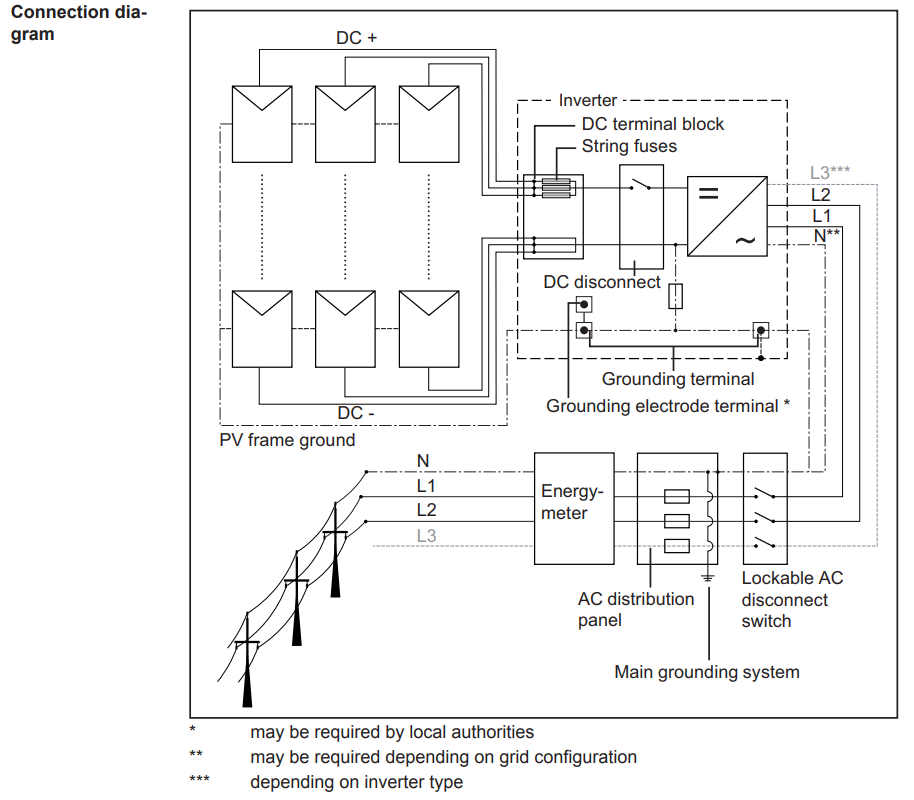 Connection dia-
gram
DC +
Inverter
DC terminal block
String fuses
L3***
L2
L1
N**
DC disconnect
Grounding terminal
Grounding electrode terminal *
DC -
PV frame ground
N
L1
L2
L3
Energy-
meter
AC distribution
panel
Lockable AC
disconnect
switch
Main grounding system
* may be required by local authorities
** may be required depending on grid configuration
*** depending on inverter type